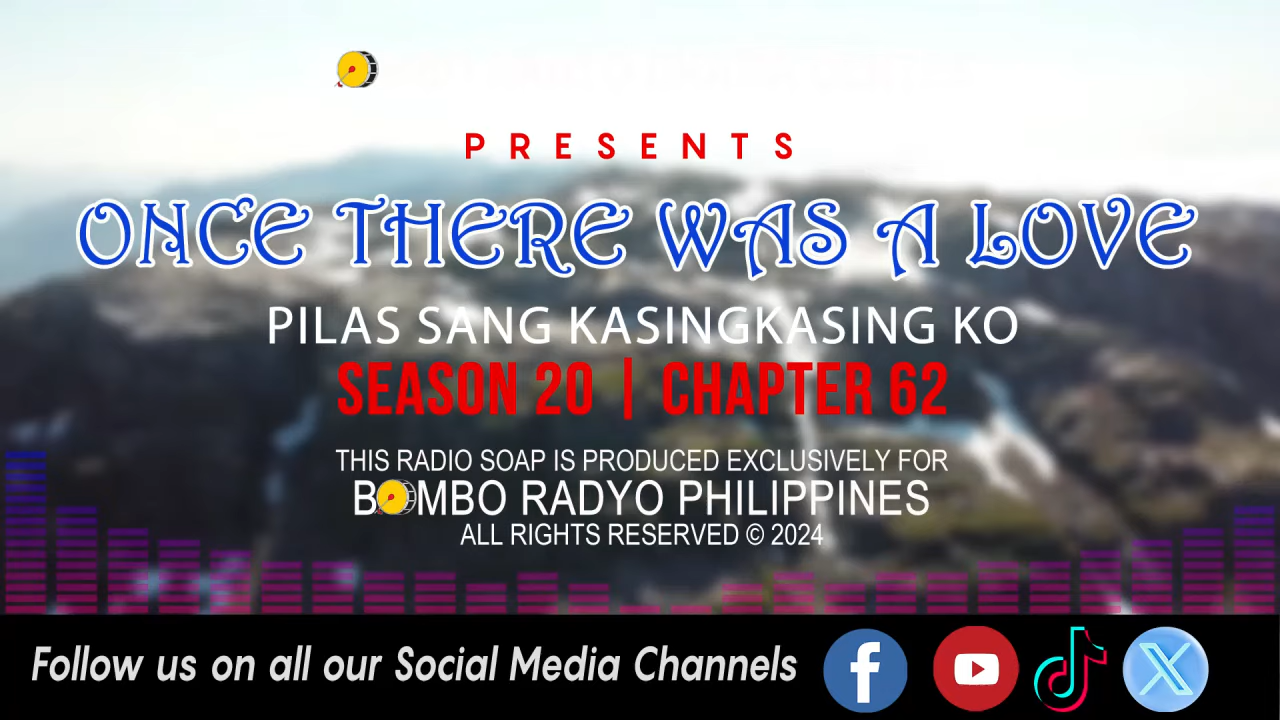 PRESENTS
ONCE THERE WAS A LOVE
PILAS SANG KASINGKASING KO
SEASON 20 | CHAPTER 62
THIS RADIO SOAP IS PRODUCED EXCLUSIVELY FOR
BOMBO RADYO PHILIPPINES
ALL RIGHTS RESERVED © 2024
Follow us on all our Social Media Channels